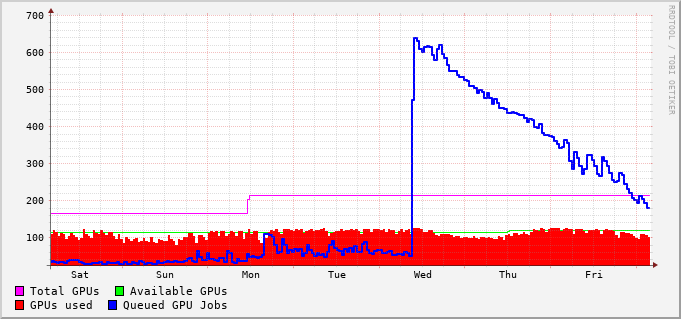 700
600
500
400
300
200
100
Sat Sun Mon Tue Wed Thu Fri
Total GPUs Available GPUs
GPUs used Queued GPU Jobs
RRDTOOL / TOBI OETIKER